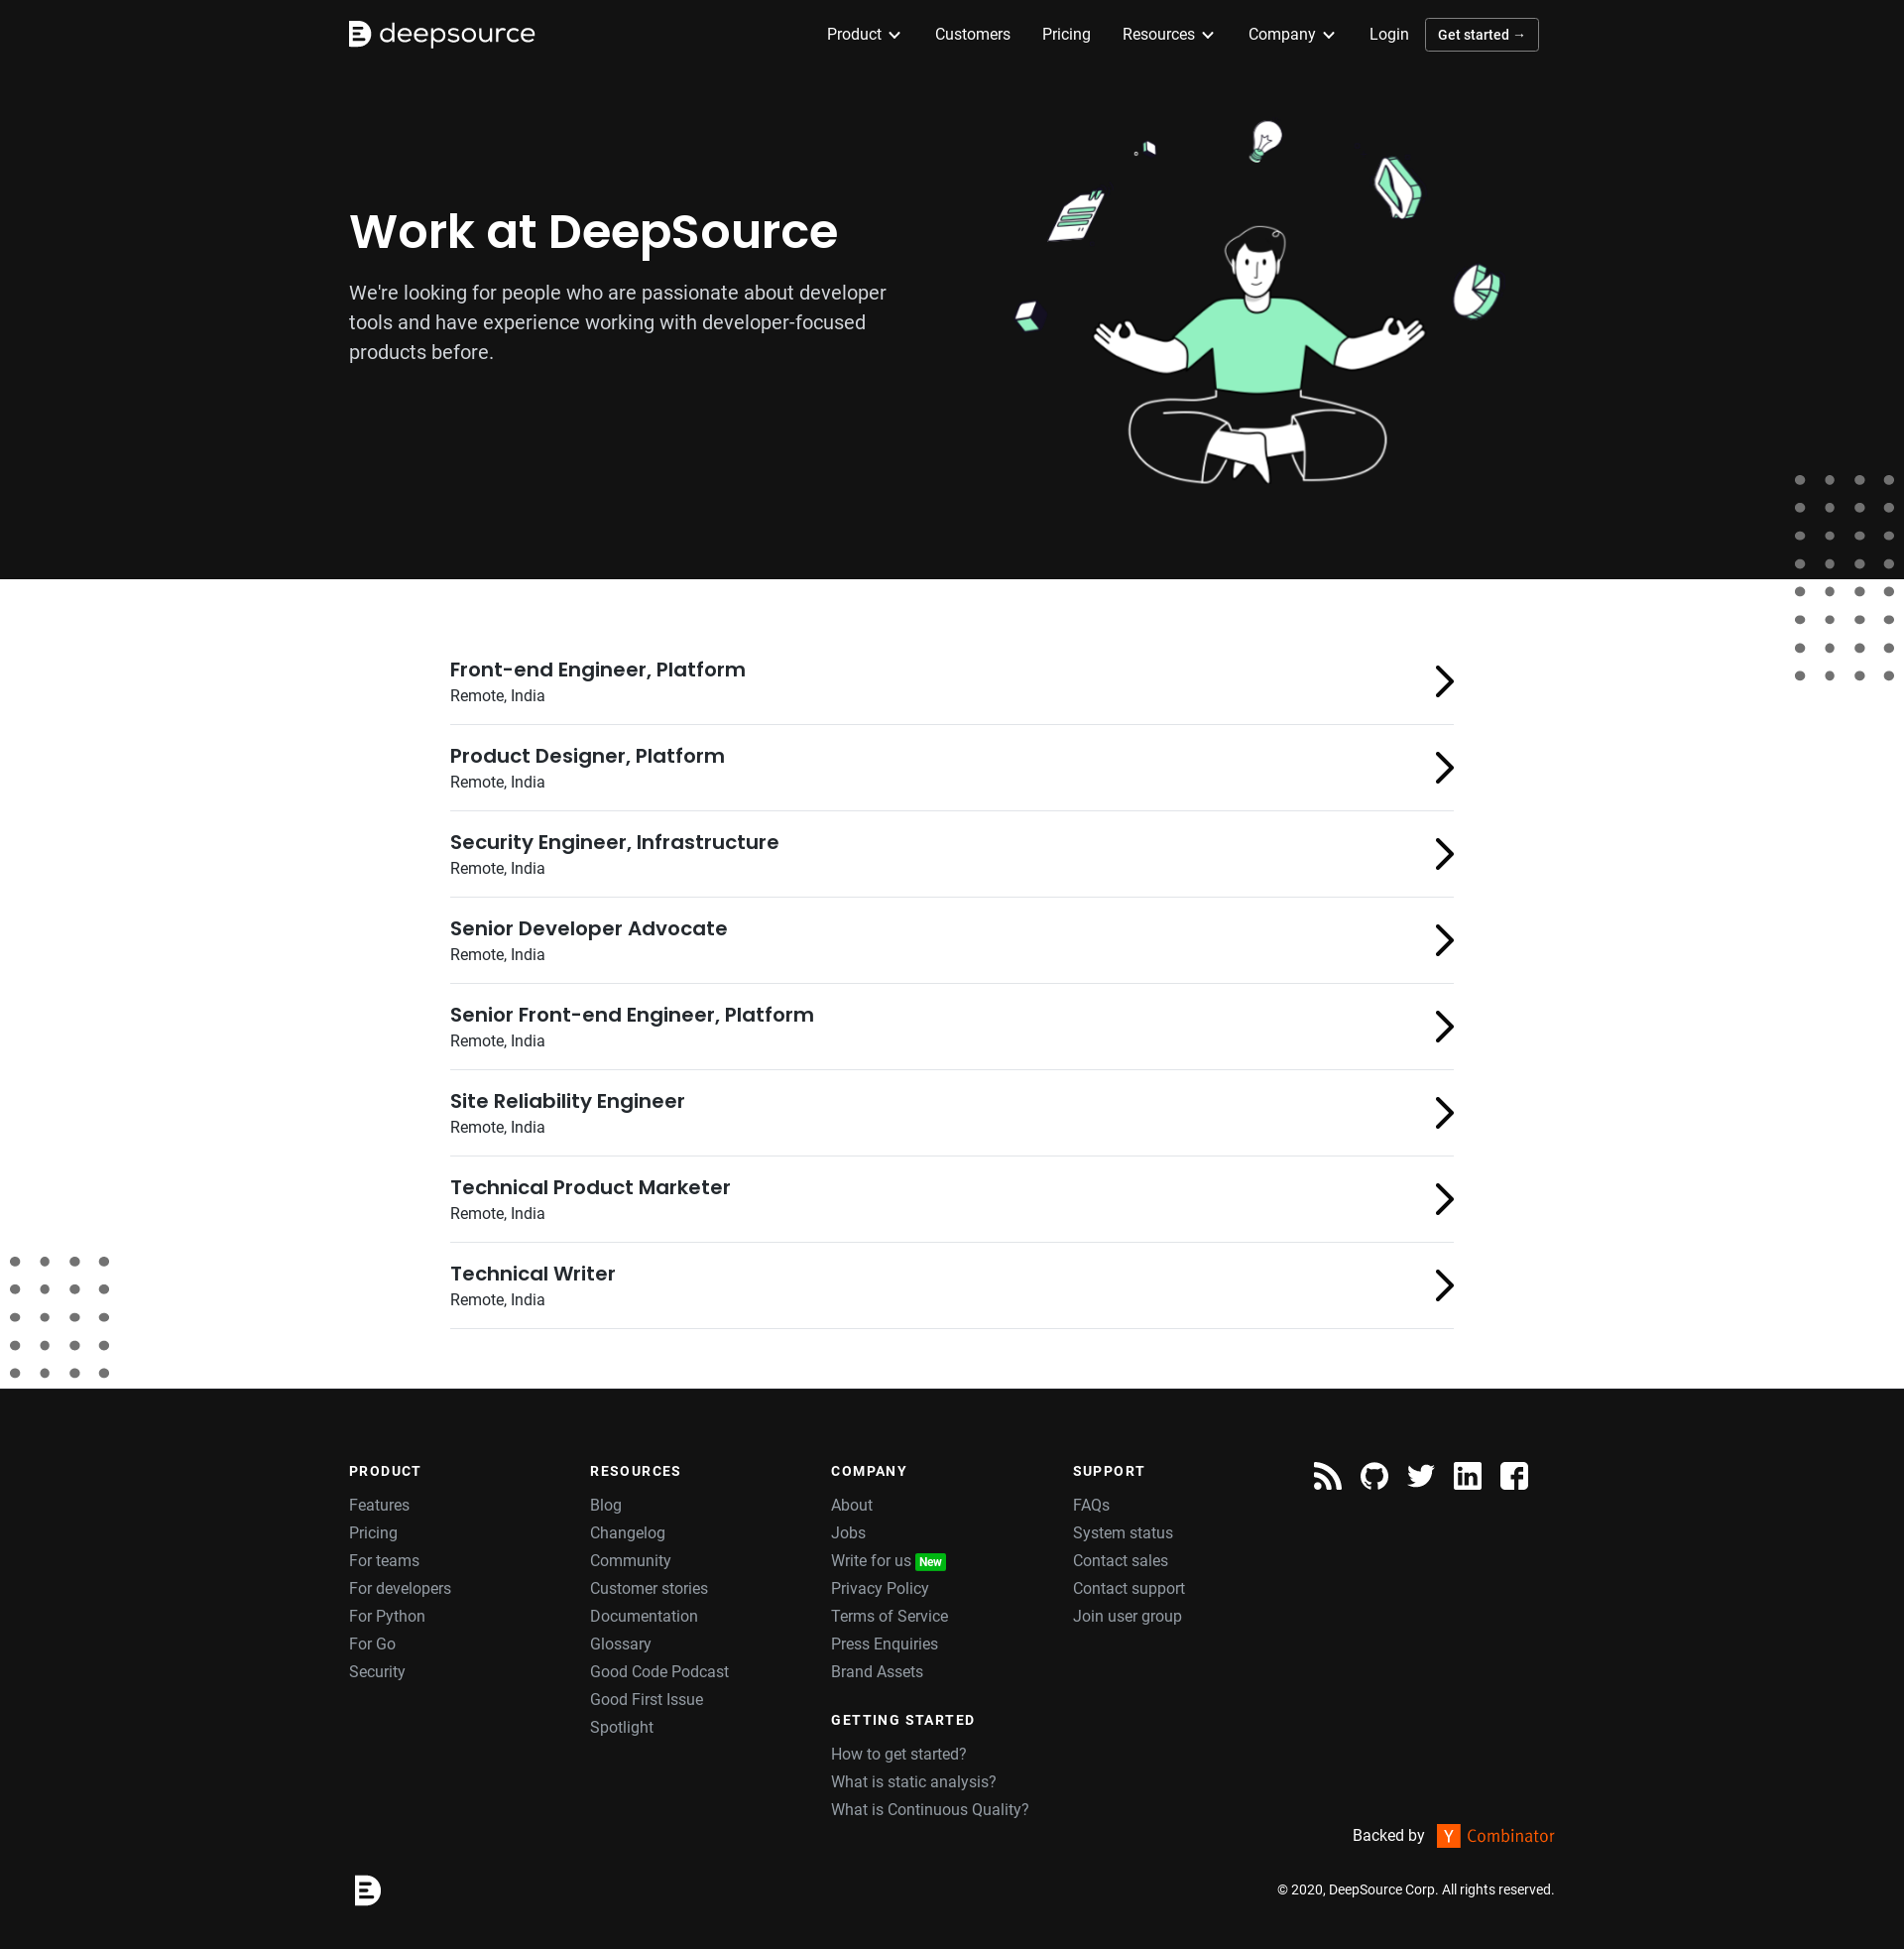 deepsource
Product
Customers
Pricing
Resources
Company
Login
Get started →
Work at DeepSource
We're looking for people who are passionate about developer
tools and have experience working with developer-focused
products before.
Front-end Engineer, Platform
Remote, India
Product Designer, Platform
Remote, India
Security Engineer, Infrastructure
Remote, India
Senior Developer Advocate
Remote, India
Senior Front-end Engineer, Platform
Remote, India
Site Reliability Engineer
Remote, India
Technical Product Marketer
Remote, India
Technical Writer
Remote, India
PRODUCT
Features
Pricing
For teams
For developers
For Python
For Go
Security
RESOURCES
Blog
Changelog
Community
Customer stories
Documentation
Glossary
Good Code Podcast
Good First Issue
Spotlight
COMPANY
About
Jobs
Write for us New
Privacy Policy
Terms of Service
Press Enquiries
Brand Assets
GETTING STARTED
How to get started?
What is static analysis?
What is Continuous Quality?
SUPPORT
FAQs
System status
Contact sales
Contact support
Join user group
Backed by Y Combinator
© 2020, DeepSource Corp. All rights reserved.